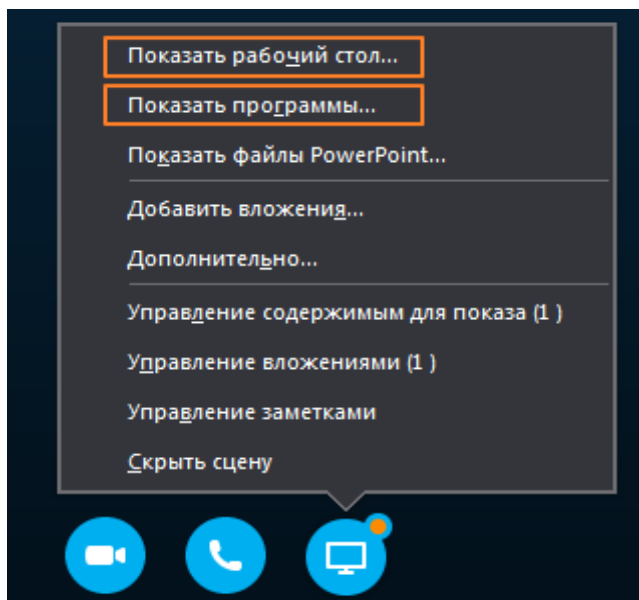 Показать рабочий стол...
Показать программы...
Показать файлы PowerPoint...
Добавить вложения...
Дополнительно...
Управление содержимым для показа (1 )
Управление вложениями (1 )
Управление заметками
Скрыть сцену